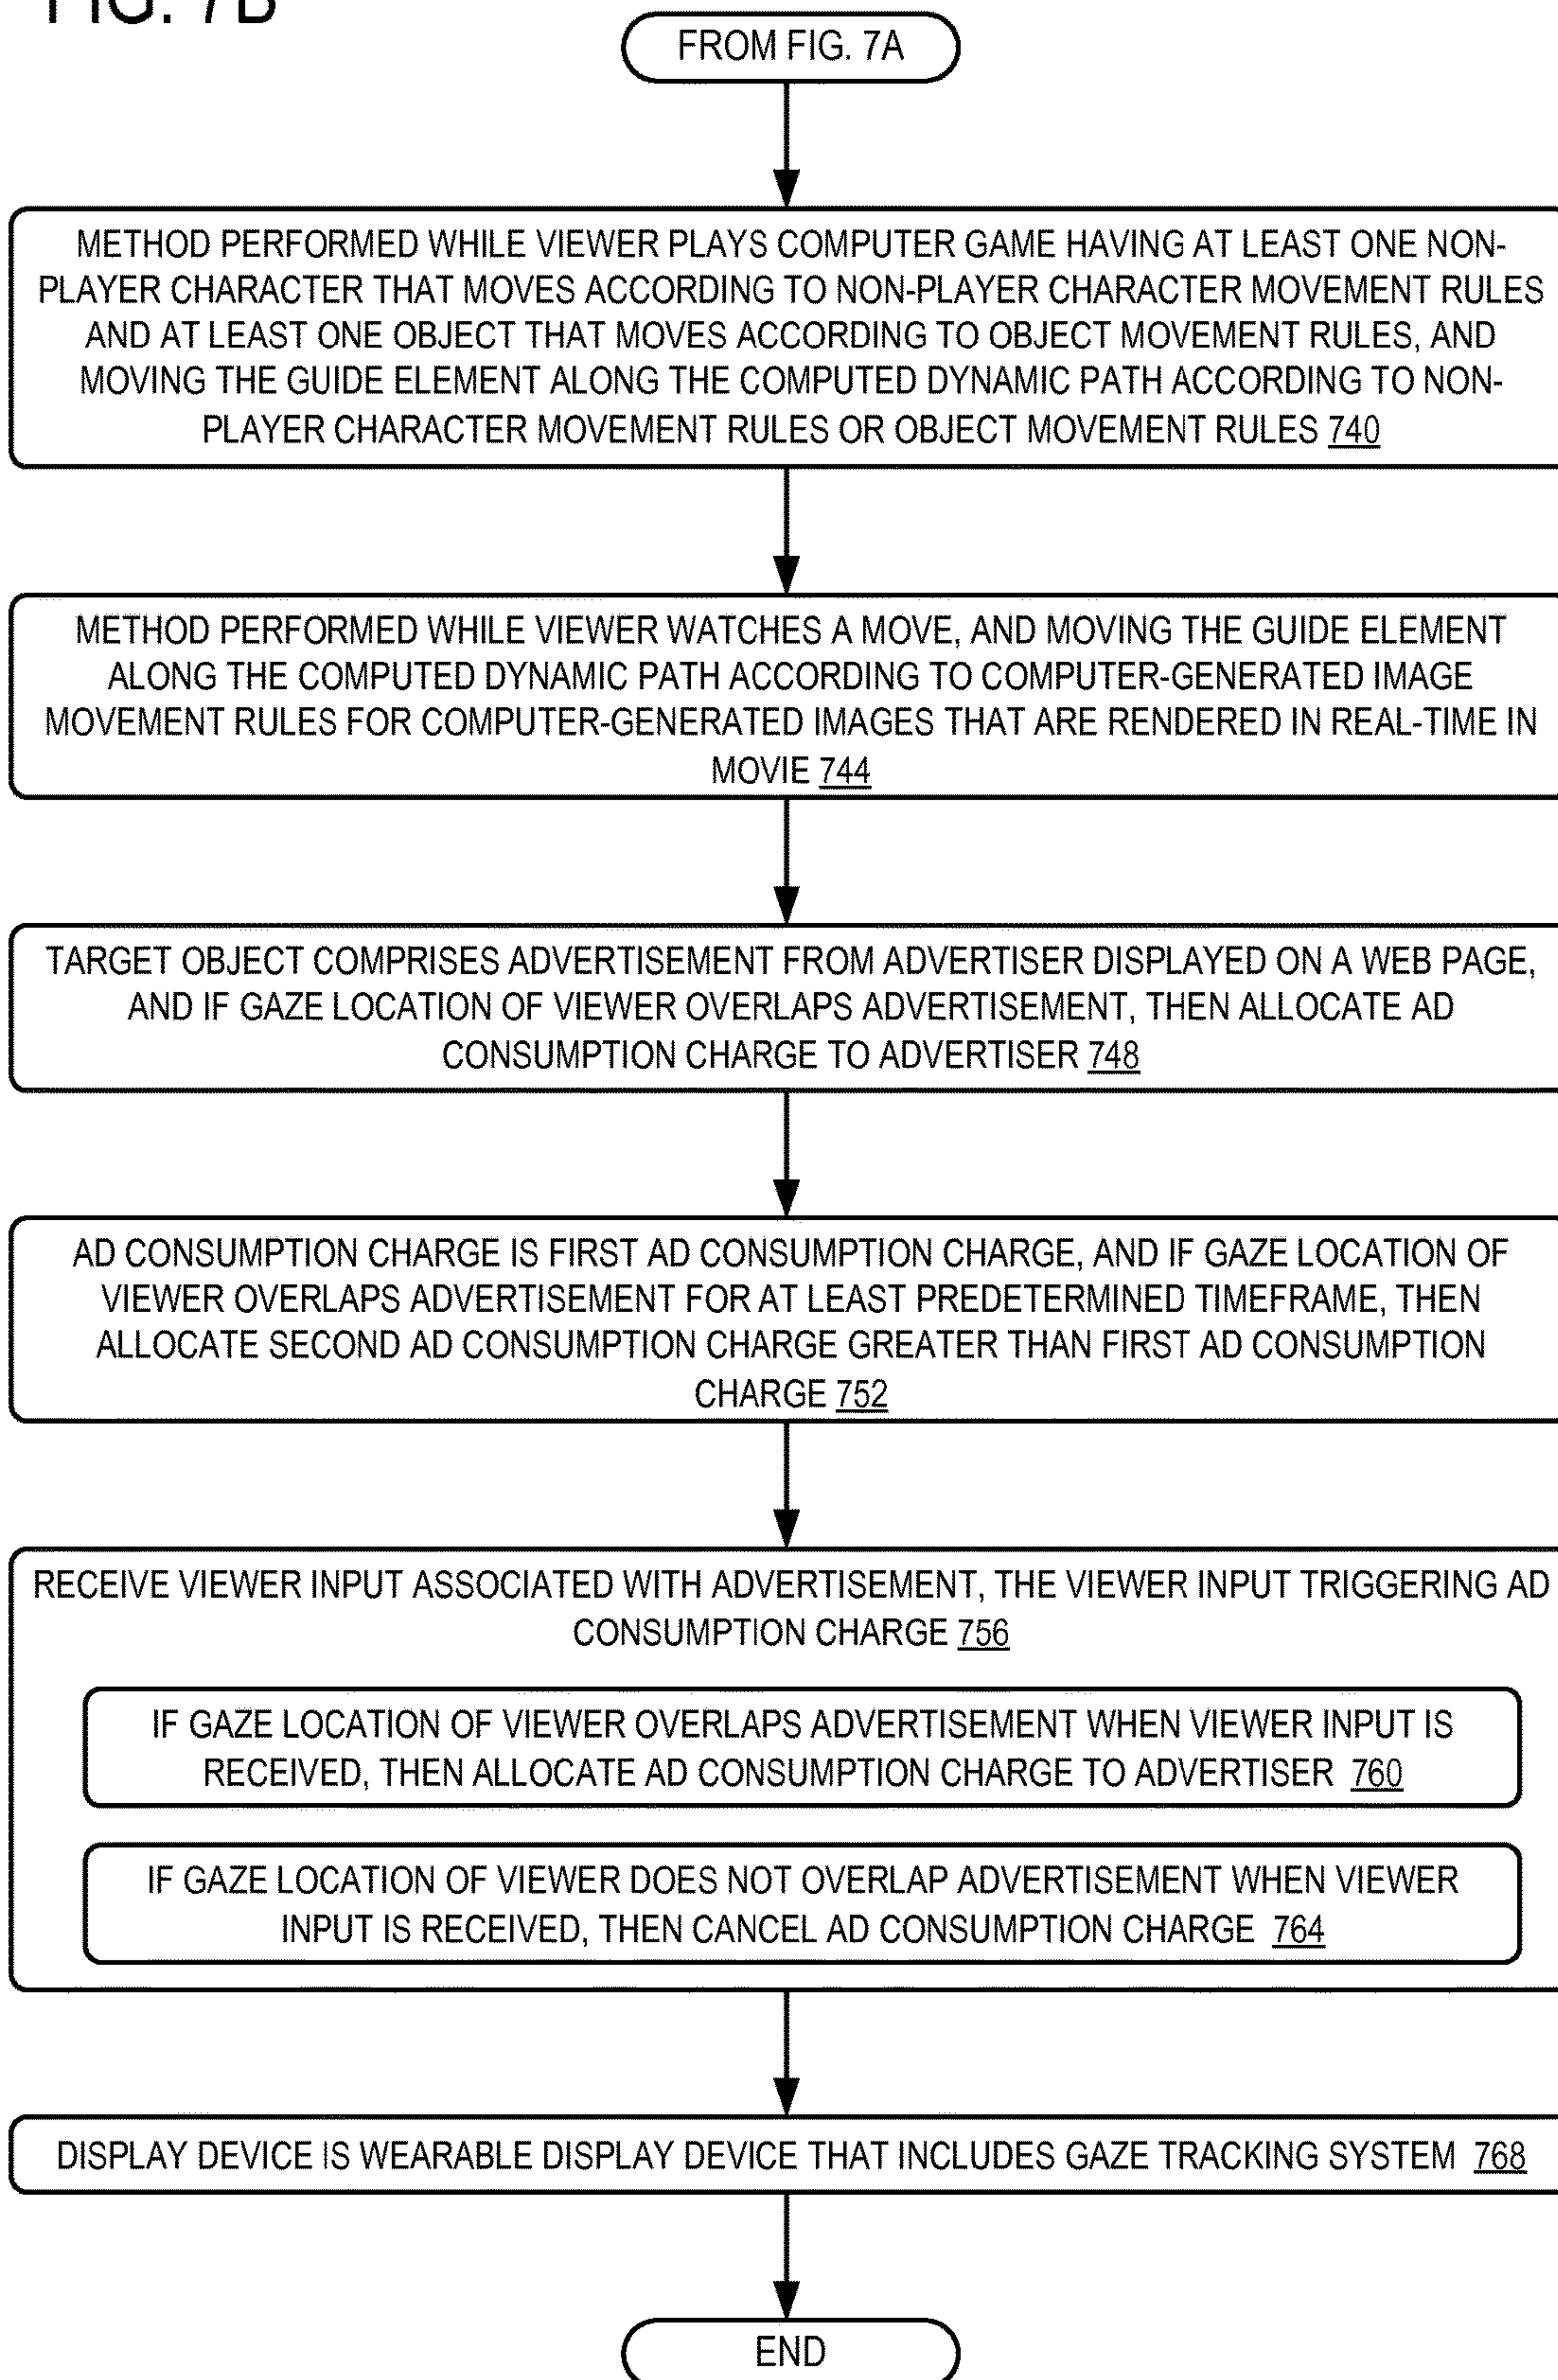 FIG. 7B
FROM FIG. 7A
METHOD PERFORMED WHILE VIEWER PLAYS COMPUTER GAME HAVING AT LEAST ONE NON-
PLAYER CHARACTER THAT MOVES ACCORDING TO NON-PLAYER CHARACTER MOVEMENT RULES
AND AT LEAST ONE OBJECT THAT MOVES ACCORDING TO OBJECT MOVEMENT RULES, AND
MOVING THE GUIDE ELEMENT ALONG THE COMPUTED DYNAMIC PATH ACCORDING TO NON-
PLAYER CHARACTER MOVEMENT RULES OR OBJECT MOVEMENT RULES 740
METHOD PERFORMED WHILE VIEWER WATCHES A MOVE, AND MOVING THE GUIDE ELEMENT
ALONG THE COMPUTED DYNAMIC PATH ACCORDING TO COMPUTER-GENERATED IMAGE
MOVEMENT RULES FOR COMPUTER-GENERATED IMAGES THAT ARE RENDERED IN REAL-TIME IN
MOVIE 744
TARGET OBJECT COMPRISES ADVERTISEMENT FROM ADVERTISER DISPLAYED ON A WEB PAGE,
AND IF GAZE LOCATION OF VIEWER OVERLAPS ADVERTISEMENT, THEN ALLOCATE AD
CONSUMPTION CHARGE TO ADVERTISER 748
AD CONSUMPTION CHARGE IS FIRST AD CONSUMPTION CHARGE, AND IF GAZE LOCATION OF
VIEWER OVERLAPS ADVERTISEMENT FOR AT LEAST PREDETERMINED TIMEFRAME, THEN
ALLOCATE SECOND AD CONSUMPTION CHARGE GREATER THAN FIRST AD CONSUMPTION
CHARGE 752
RECEIVE VIEWER INPUT ASSOCIATED WITH ADVERTISEMENT, THE VIEWER INPUT TRIGGERING AD
CONSUMPTION CHARGE 756
IF GAZE LOCATION OF VIEWER OVERLAPS ADVERTISEMENT WHEN VIEWER INPUT IS
RECEIVED, THEN ALLOCATE AD CONSUMPTION CHARGE TO ADVERTISER 760
IF GAZE LOCATION OF VIEWER DOES NOT OVERLAP ADVERTISEMENT WHEN VIEWER
INPUT IS RECEIVED, THEN CANCEL AD CONSUMPTION CHARGE 764
DISPLAY DEVICE IS WEARABLE DISPLAY DEVICE THAT INCLUDES GAZE TRACKING SYSTEM 768
END